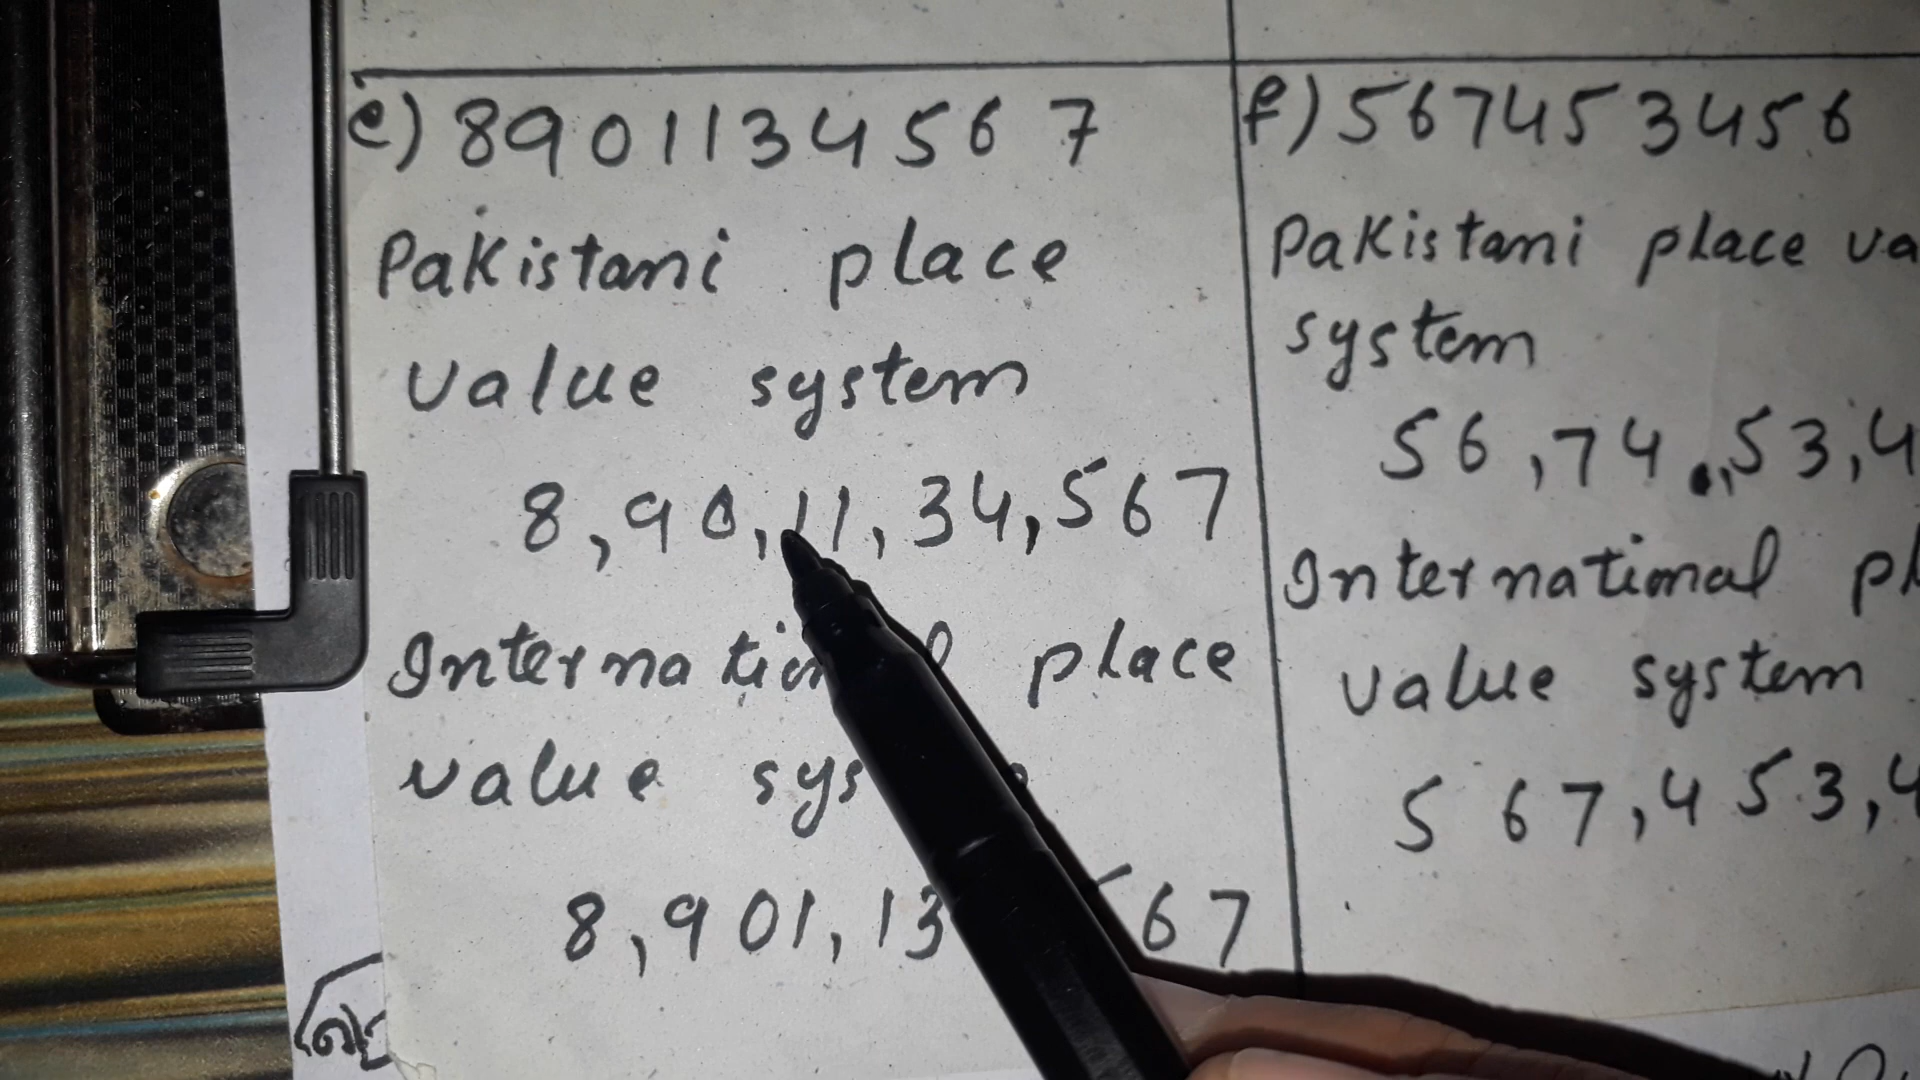 e) 8901134567
Pakistani place
value system
8,90,11,34,567
International place
value sys
8,901,13 567
f) 567453456
Pakistani place va
system
56,74,53,4
International pl
value system
567,453,4